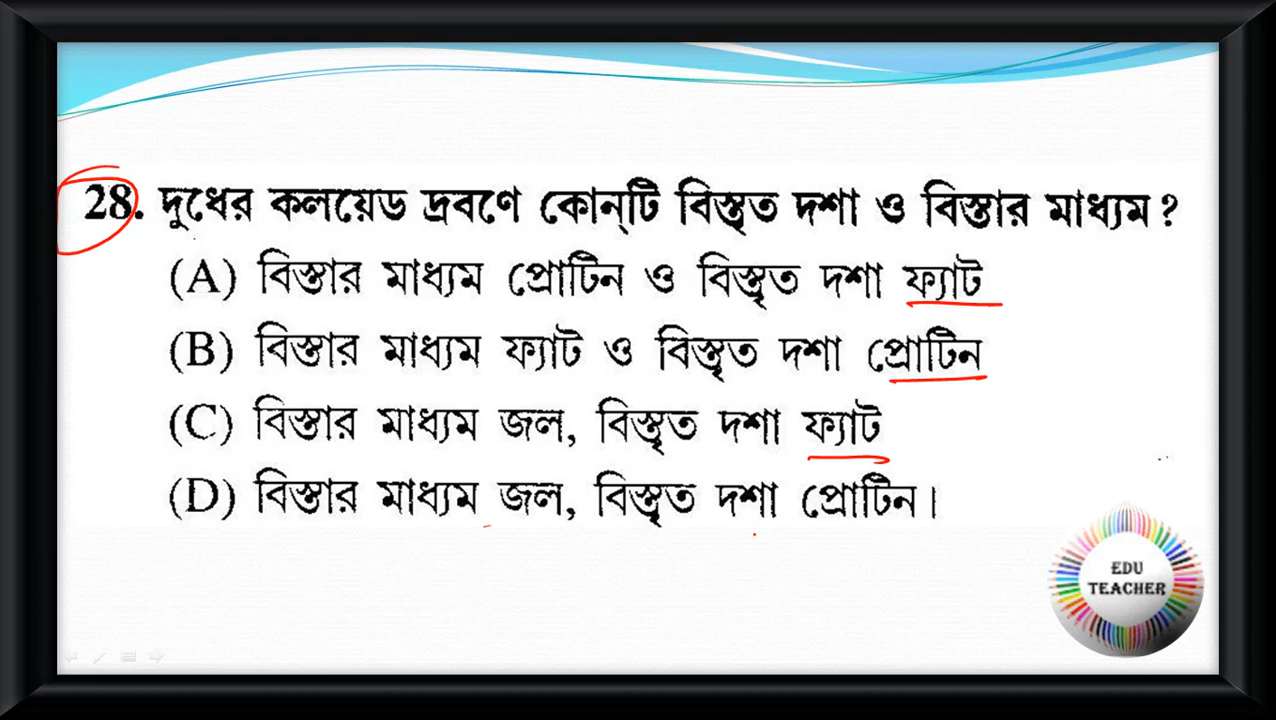 28. দুধের কলয়েড দ্রবণে কোন্‌টি বিস্তৃত দশা ও বিস্তার মাধ্যম?
(A) বিস্তার মাধ্যম প্রোটিন ও বিস্তৃত দশা ফ্যাট
(B) বিস্তার মাধ্যম ফ্যাট ও বিস্তৃত দশা প্রোটিন
(C) বিস্তার মাধ্যম জল, বিস্তৃত দশা ফ্যাট
(D) বিস্তার মাধ্যম জল, বিস্তৃত দশা প্রোটিন।
EDU
TEACHER